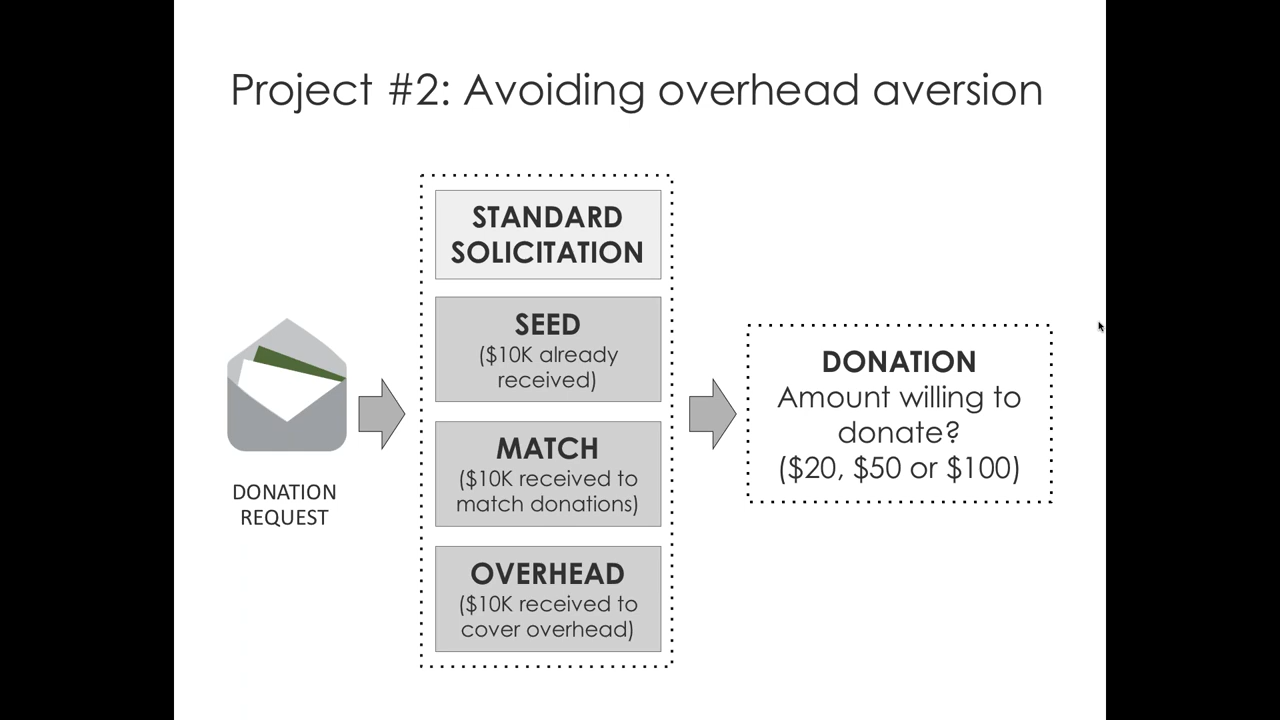 Project #2: Avoiding overhead aversion
DONATION
REQUEST
STANDARD
SOLICITATION
SEED
($10K already
received)
MATCH
($10K received to
match donations)
OVERHEAD
($10K received to
cover overhead)
DONATION
Amount willing to
donate?
($20, $50 or $100)